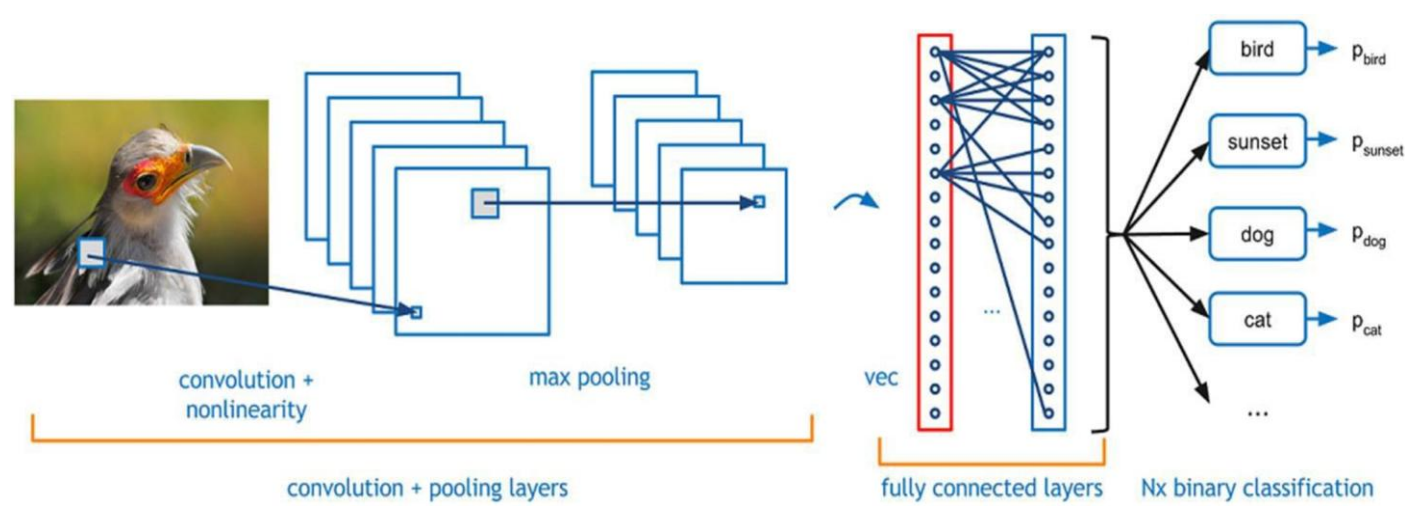 bird
p_bird
sunset
p_sunset
dog
p_dog
cat
p_cat
...
...
convolution +
nonlinearity
max pooling
vec
convolution + pooling layers
fully connected layers
Nx binary classification